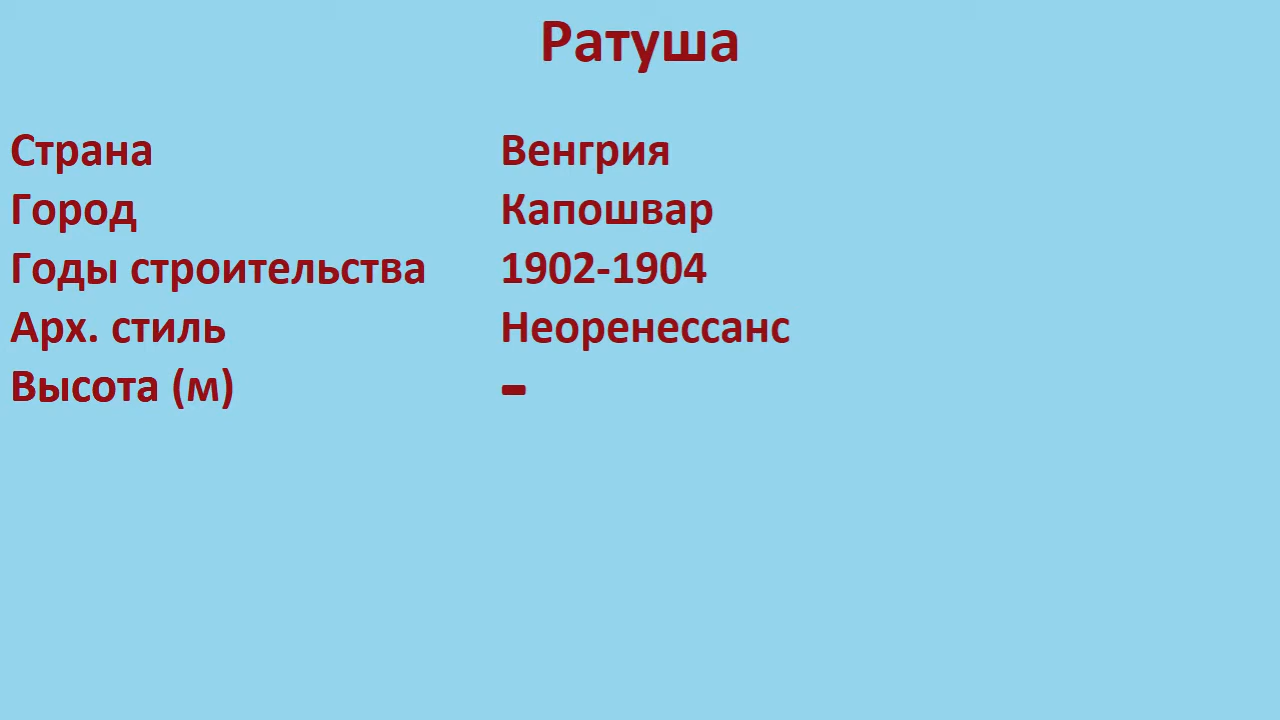 Ратуша
Страна Венгрия
Город Капошвар
Годы строительства 1902-1904
Арх. стиль Неоренессанс
Высота (м) -